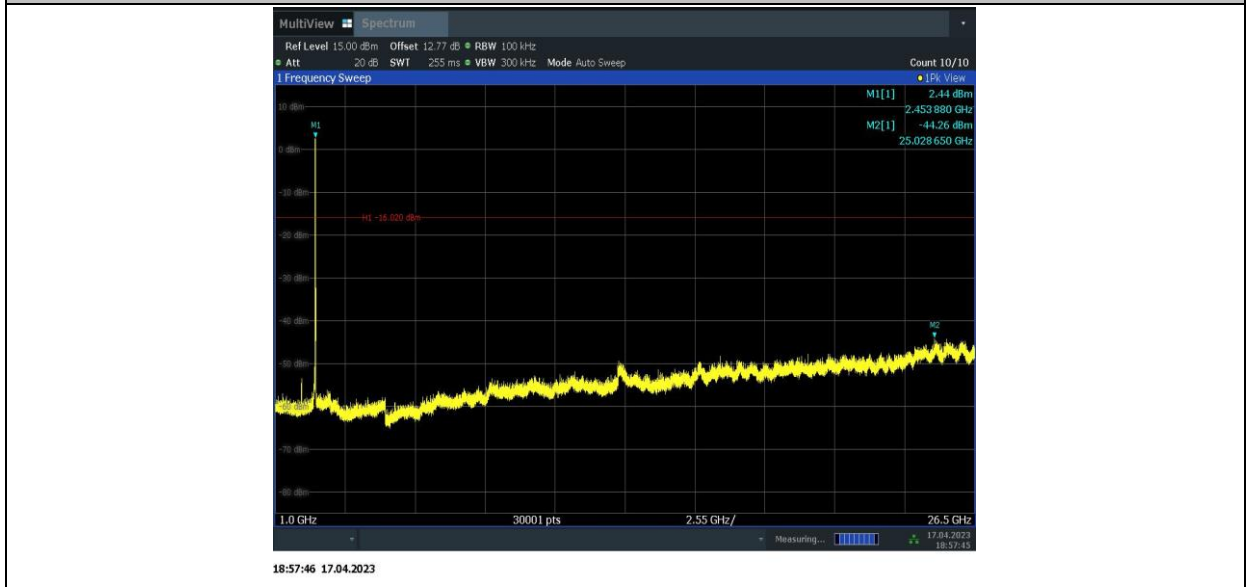 MultiView Spectrum
Ref Level 15.00 dBm Offset 12.77 dB RBW 100 kHz
Att 20 dB SWT 255 ms VBW 300 kHz Mode Auto Sweep Count 10/10
1 Frequency Sweep 1Pk View
M1[1] 2.44 dBm
2.453 880 GHz
M2[1] -44.26 dBm
25.028 650 GHz
10 dBm
M1
0 dBm
-10 dBm
H1 -16.020 dBm
-20 dBm
-30 dBm
-40 dBm
M2
-50 dBm
-60 dBm
-70 dBm
-80 dBm
1.0 GHz 30001 pts 2.55 GHz/ 26.5 GHz
Measuring... 17.04.2023
18:57:45
18:57:46 17.04.2023